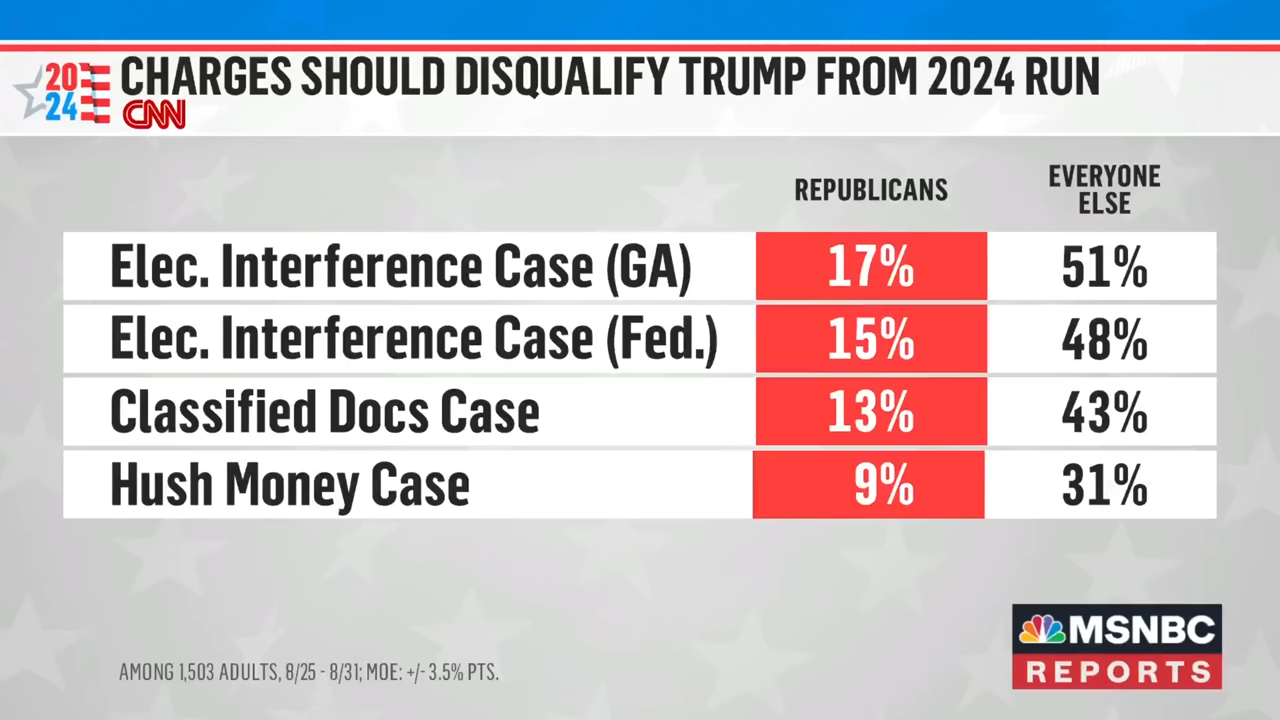 20
24
CHARGES SHOULD DISQUALIFY TRUMP FROM 2024 RUN
CNN
REPUBLICANS
EVERYONE
ELSE
Elec. Interference Case (GA) 17% 51%
Elec. Interference Case (Fed.) 15% 48%
Classified Docs Case 13% 43%
Hush Money Case 9% 31%
AMONG 1,503 ADULTS, 8/25 - 8/31; MOE: +/- 3.5% PTS.
MSNBC
REPORTS